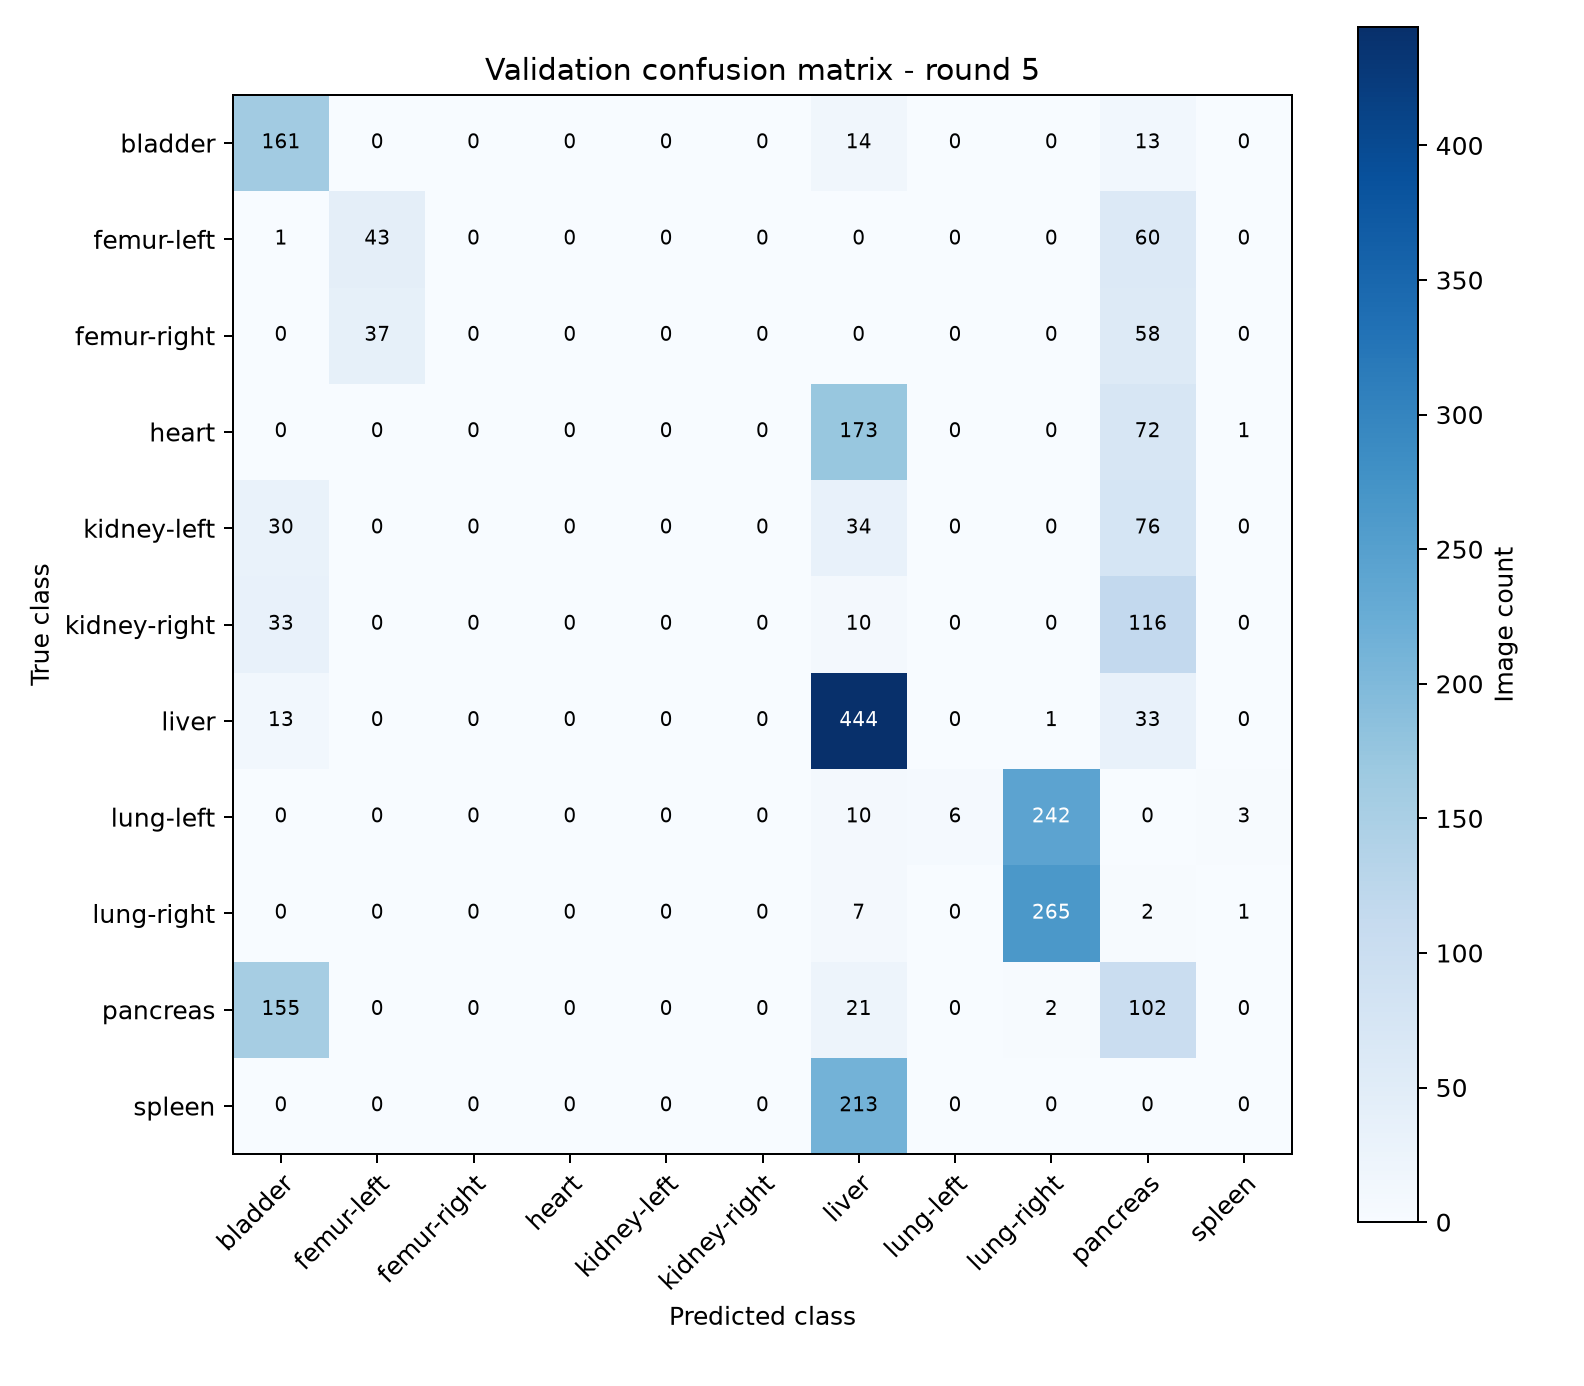 Validation confusion matrix - round 5
bladder 161 0 0 0 0 0 14 0 0 13 0
femur-left 1 43 0 0 0 0 0 0 0 60 0
femur-right 0 37 0 0 0 0 0 0 0 58 0
heart 0 0 0 0 0 0 173 0 0 72 1
kidney-left 30 0 0 0 0 0 34 0 0 76 0
kidney-right 33 0 0 0 0 0 10 0 0 116 0
liver 13 0 0 0 0 0 444 0 1 33 0
lung-left 0 0 0 0 0 0 10 6 242 0 3
lung-right 0 0 0 0 0 0 7 0 265 2 1
pancreas 155 0 0 0 0 0 21 0 2 102 0
spleen 0 0 0 0 0 0 213 0 0 0 0
bladder femur-left femur-right heart kidney-left kidney-right liver lung-left lung-right pancreas spleen
Predicted class
True class
400
350
300
250
200
150
100
50
0
Image count